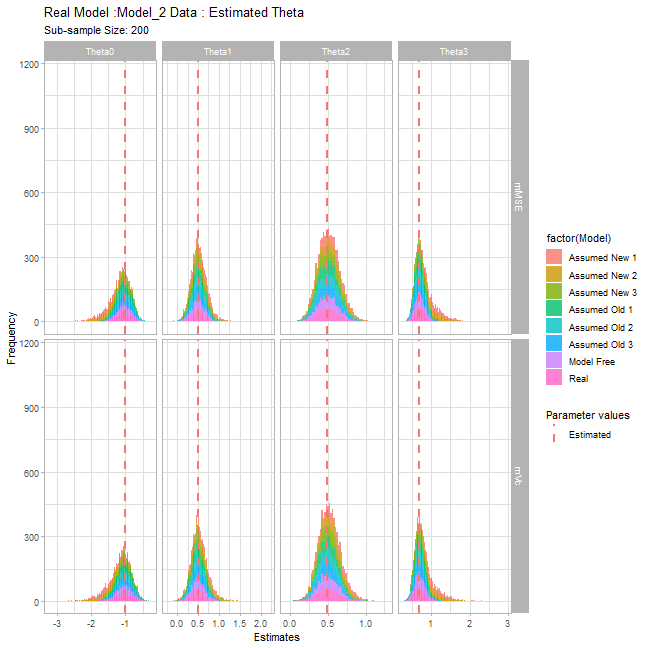 Real Model :Model_2 Data : Estimated Theta
Sub-sample Size: 200
Theta0 Theta1 Theta2 Theta3
1200
900
600
300
0
mMSE
1200
900
600
300
0
mVc
Frequency
-3 -2 -1 0.0 0.5 1.0 1.5 2.0 0.0 0.5 1.0 1 2 3
Estimates
factor(Model)
Assumed New 1
Assumed New 2
Assumed New 3
Assumed Old 1
Assumed Old 2
Assumed Old 3
Model Free
Real
Parameter values
Estimated